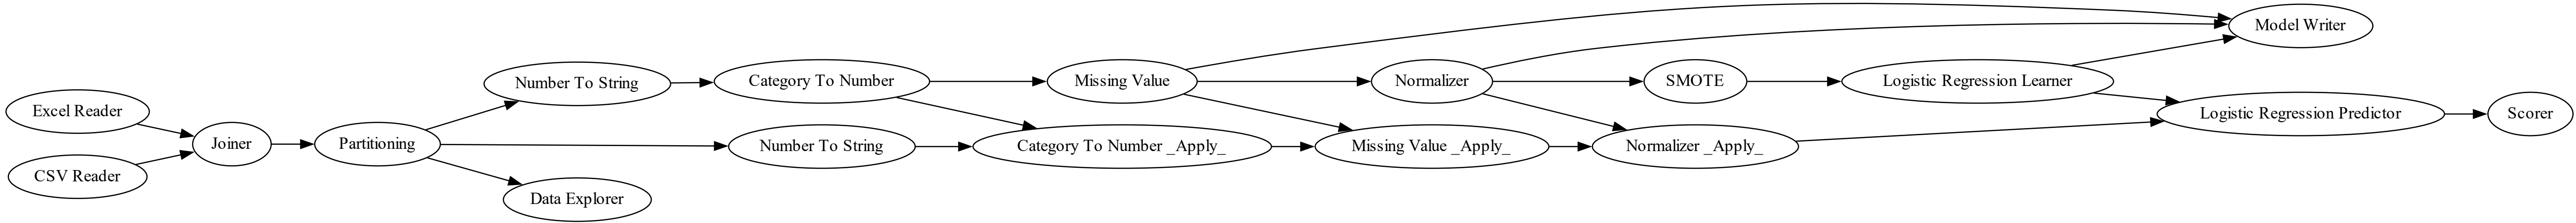 Excel Reader
CSV Reader
Joiner
Partitioning
Number To String
Number To String
Data Explorer
Category To Number
Category To Number _Apply_
Missing Value
Missing Value _Apply_
Normalizer
Normalizer _Apply_
SMOTE
Logistic Regression Learner
Model Writer
Logistic Regression Predictor
Scorer